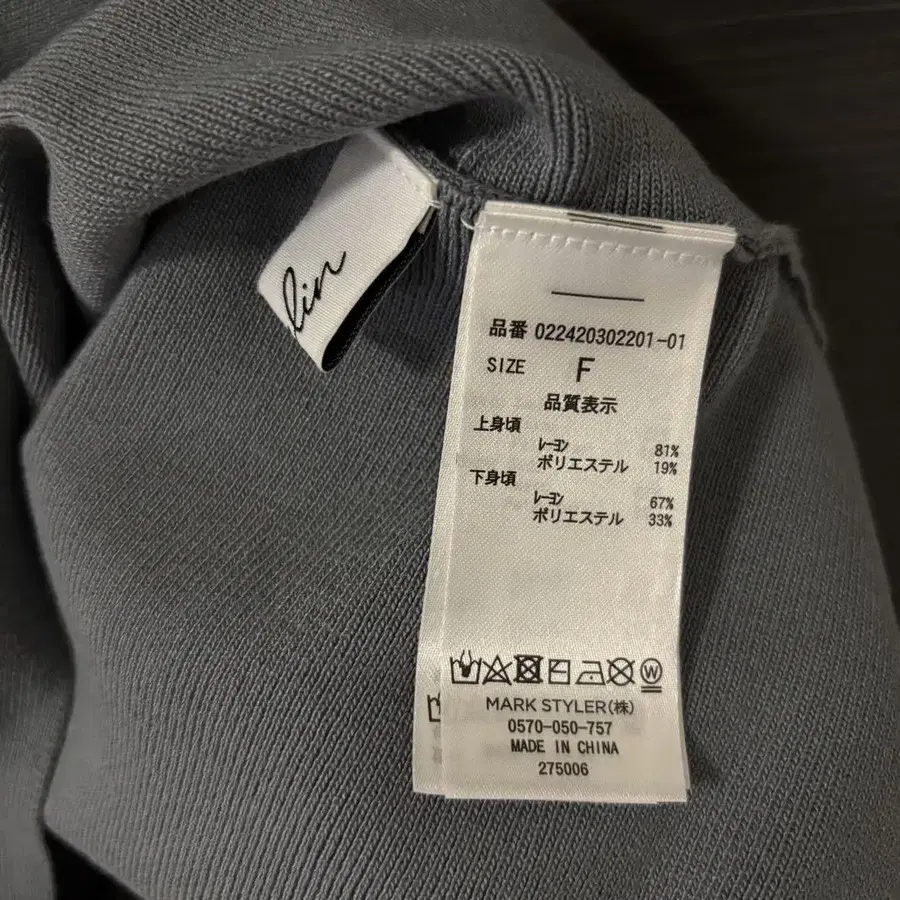 lin
品番 022420302201-01
SIZE F
品質表示
上身頃
レーヨン 81%
ポリエステル 19%
下身頃
レーヨン 67%
ポリエステル 33%
W
MARK STYLER(株)
0570-050-757
MADE IN CHINA
275006